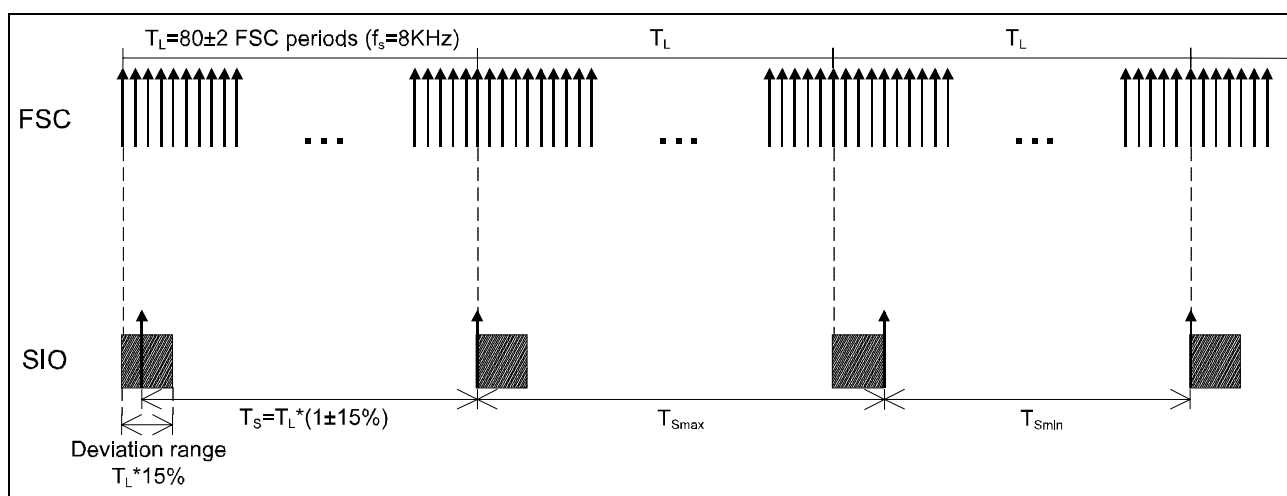 T_L=80±2 FSC periods (f_s=8KHz)
T_L
T_L
FSC
...
...
...
SIO
T_S=T_L*(1±15%)
T_Smax
T_Smin
Deviation range
T_L*15%